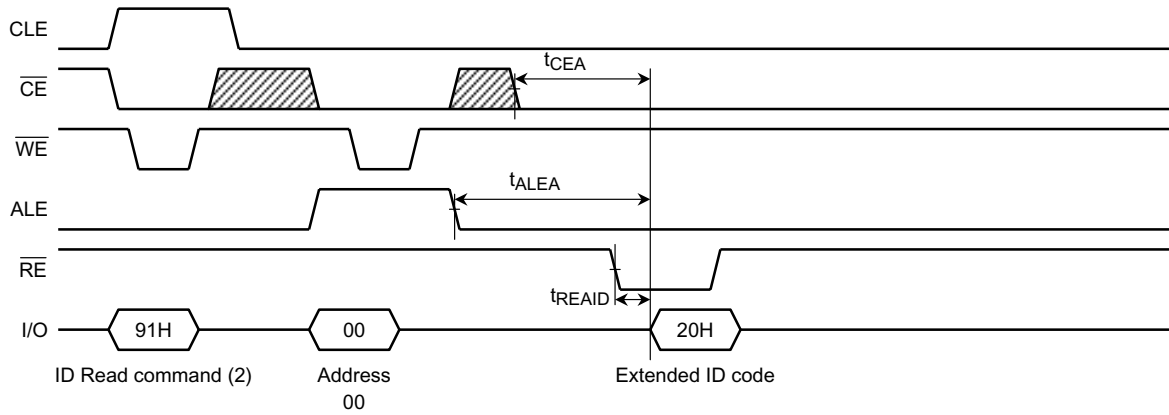 CLE
tCEA
CE
WE
tALEA
ALE
RE
tREAID
I/O 91H 00 20H
ID Read command (2) Address Extended ID code
00